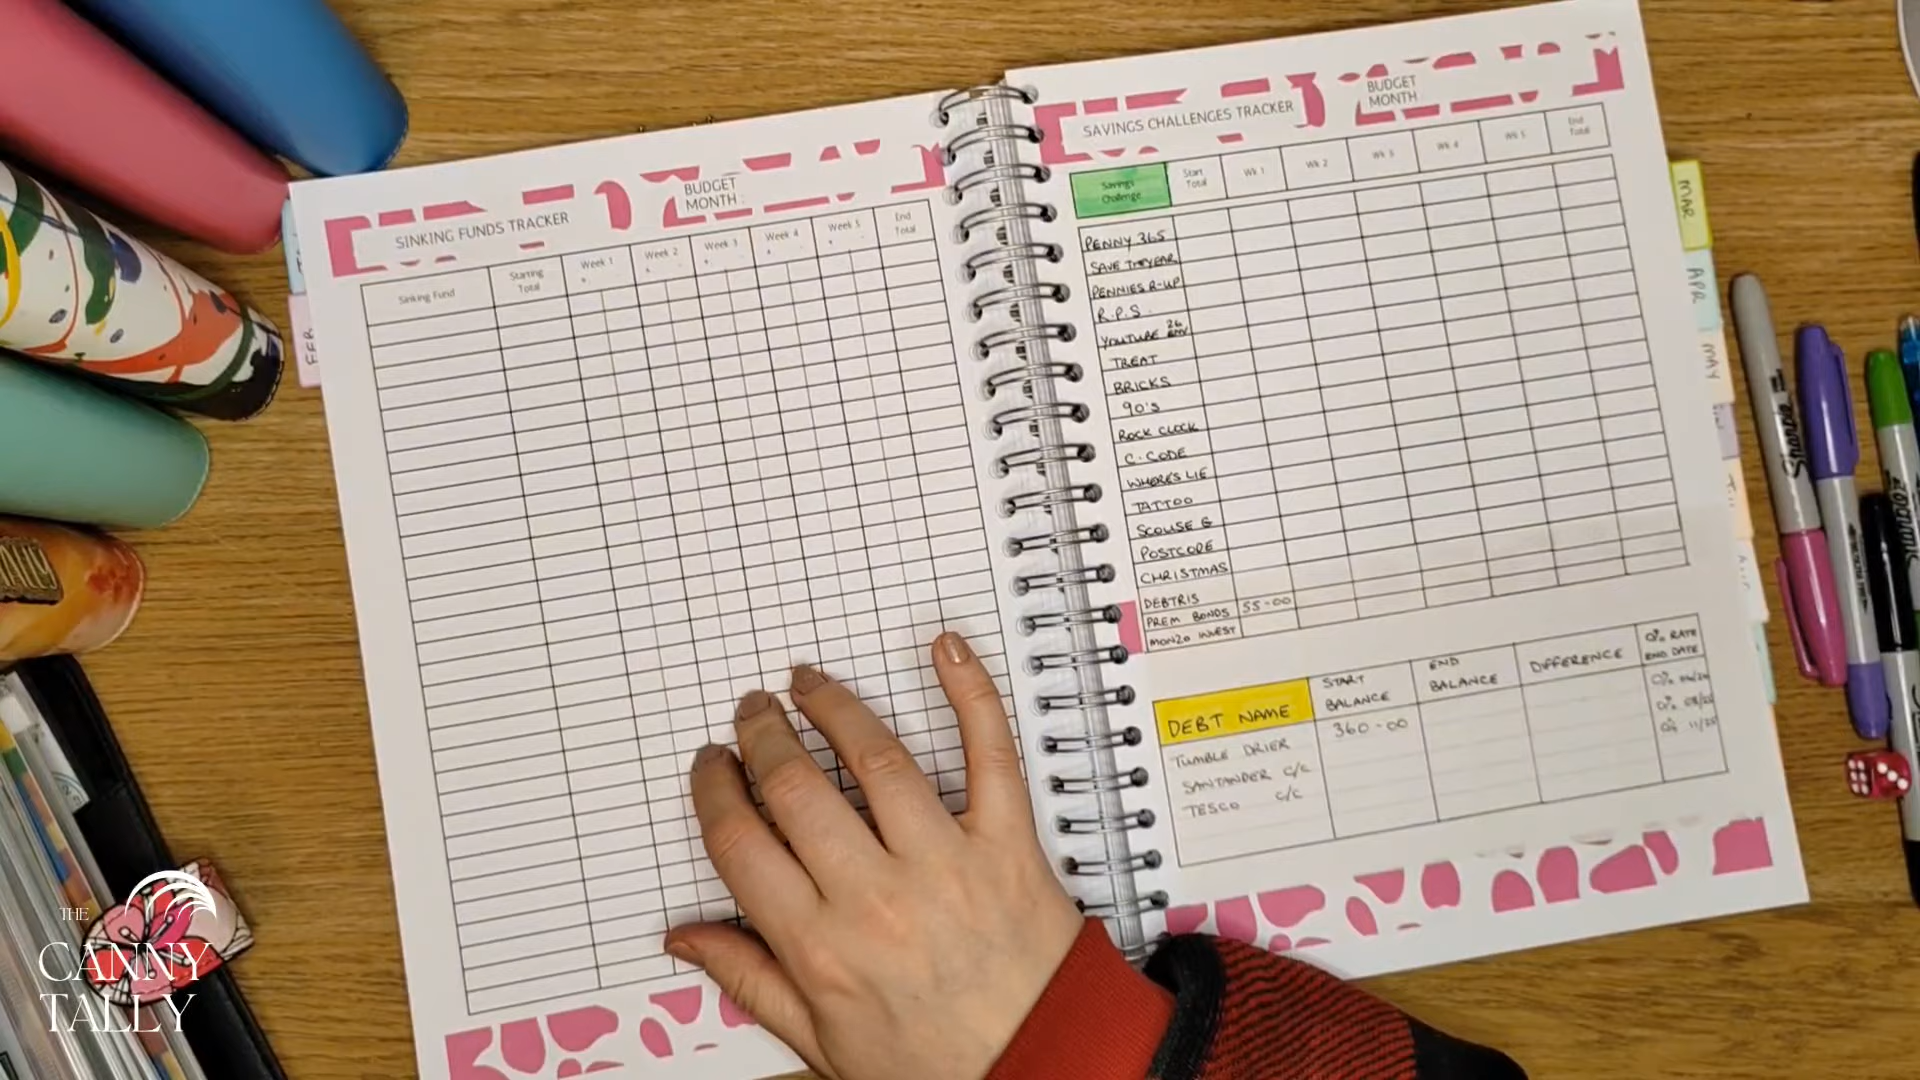 SINKING FUNDS TRACKER
BUDGET
MONTH :
Sinking Fund
Starting
Total
Week 1
Week 2
Week 3
Week 4
Week 5
End
Total
SAVINGS CHALLENGES TRACKER
BUDGET
MONTH
Savings
Challenge
Start
Total
Wk 1
Wk 2
Wk 3
Wk 4
Wk 5
End
Total
PENNY 365
SAVE THE YEAR
PENNIES R-UP
R.P.S.
YOUTUBE 26
TREAT
BRICKS
90's
ROCK CLOCK
C-CODE
WHERE'S LIE
TATTOO
SCOUSE G
POSTCODE
CHRISTMAS
DEBTRIS
PREM BONDS 55-00
MONZO INVEST
DEBT NAME
START
BALANCE
END
BALANCE
DIFFERENCE
0% RATE
END DATE
TUMBLE DRIER 360-00
SANTANDER C/C
TESCO C/C
FEB
MAR
APR
MAY
Sharpie
THE
CANNY
TALLY